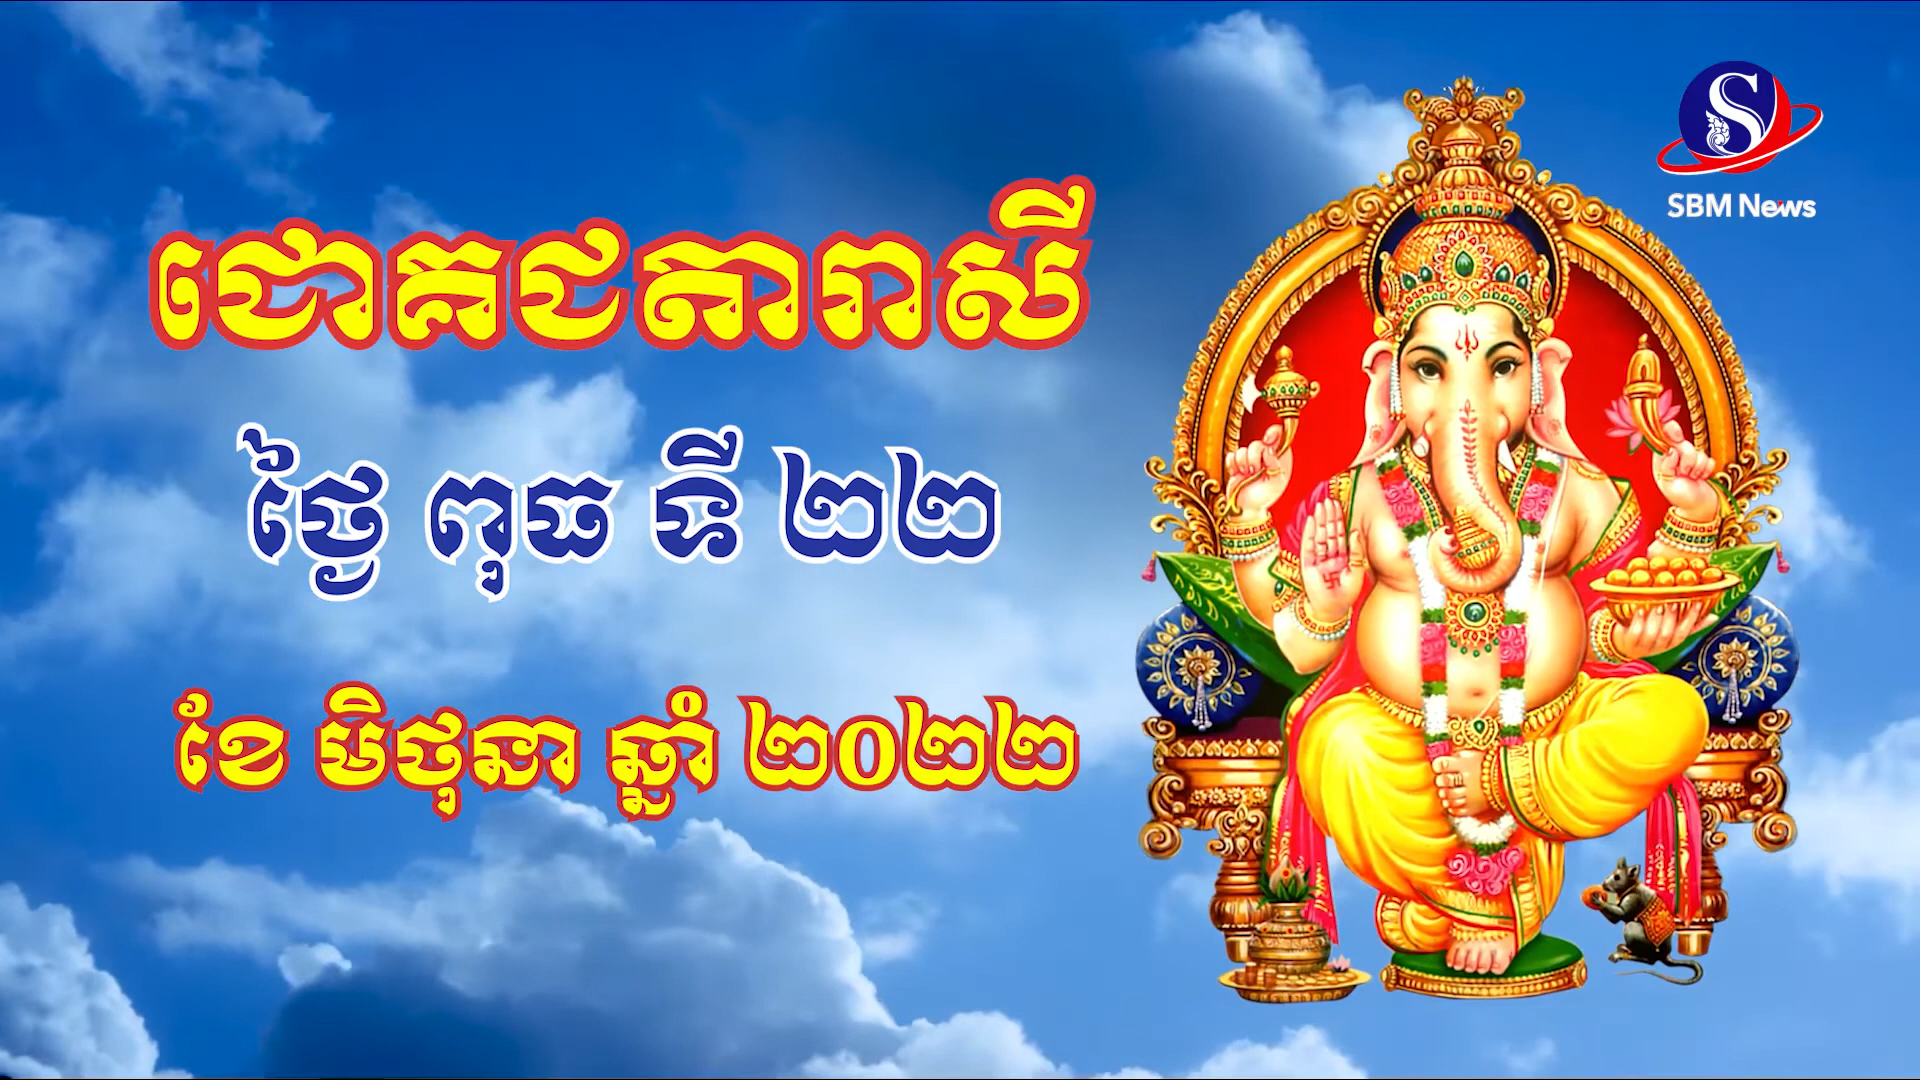 ជោគជតារាសី
ថ្ងៃ ពុធ ទី ២២
ខែ មិថុនា ឆ្នាំ ២០២២
S
SBM News